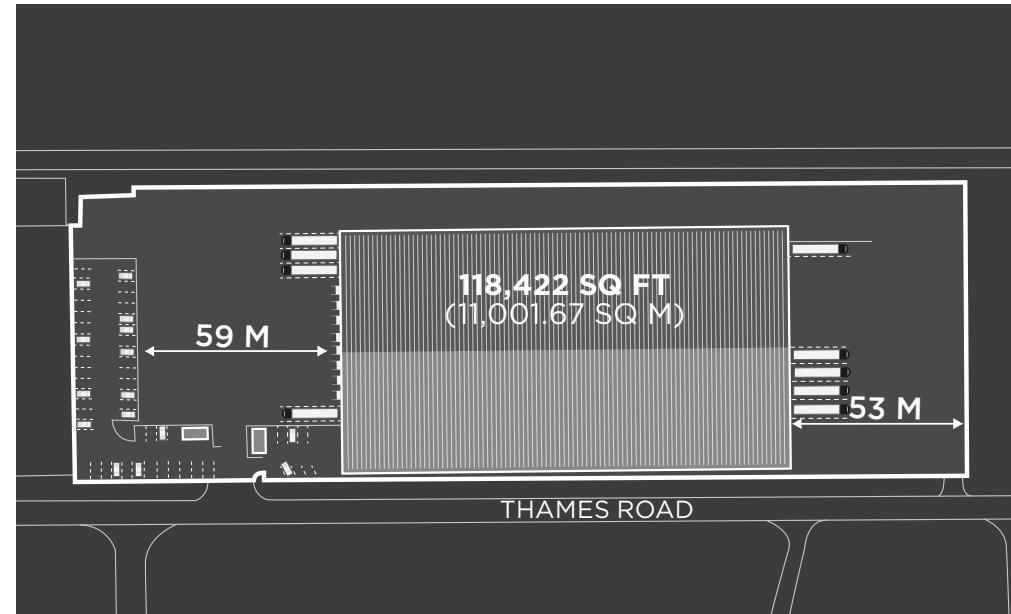 118,422 SQ FT
(11,001.67 SQ M)
59 M
53 M
THAMES ROAD